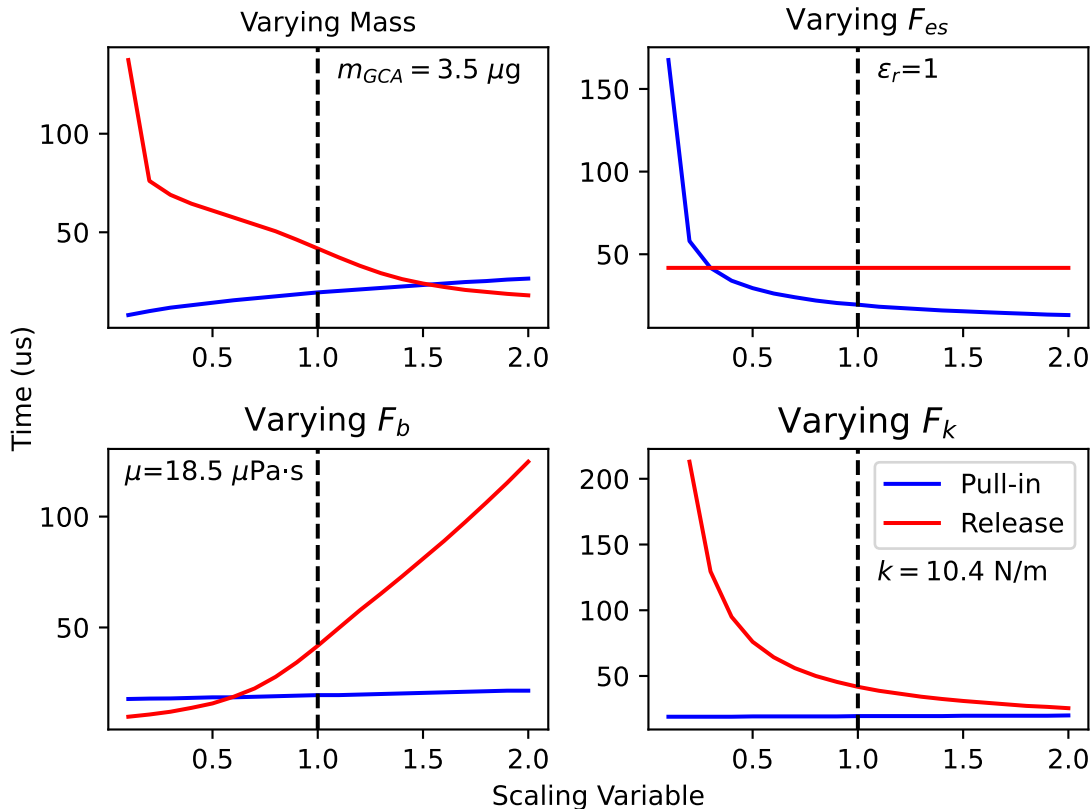 Varying Mass
m_GCA = 3.5 μg
100
50
0.5 1.0 1.5 2.0
Varying F_es
ε_r=1
150
100
50
0.5 1.0 1.5 2.0
Time (us)
Varying F_b
μ=18.5 μPa·s
100
50
0.5 1.0 1.5 2.0
Varying F_k
200
150
100
50
Pull-in
Release
k = 10.4 N/m
0.5 1.0 1.5 2.0
Scaling Variable